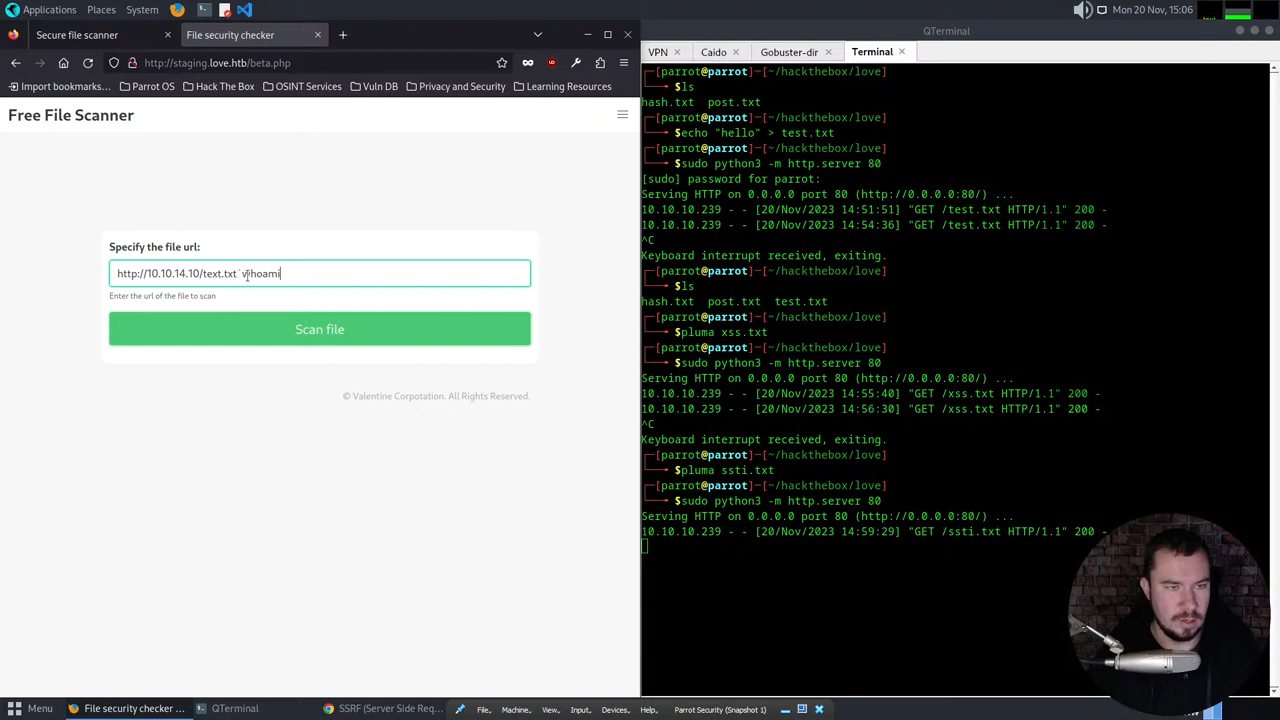 Applications Places System
Mon 20 Nov, 15:06
Secure file scanner
File security checker
http://staging.love.htb/beta.php
Import bookmarks...
Parrot OS
Hack The Box
OSINT Services
Vuln DB
Privacy and Security
Learning Resources
Free File Scanner
Specify the file url:
http://10.10.14.10/text.txt`whoami
Enter the url of the file to scan
Scan file
© Valentine Corpotation. All Rights Reserved.
QTerminal
VPN
Caido
Gobuster-dir
Terminal
[parrot@parrot]-[~/hackthebox/love]
$ls
hash.txt post.txt
[parrot@parrot]-[~/hackthebox/love]
$echo "hello" > test.txt
[parrot@parrot]-[~/hackthebox/love]
$sudo python3 -m http.server 80
[sudo] password for parrot:
Serving HTTP on 0.0.0.0 port 80 (http://0.0.0.0:80/) ...
10.10.10.239 - - [20/Nov/2023 14:51:51] "GET /test.txt HTTP/1.1" 200 -
10.10.10.239 - - [20/Nov/2023 14:54:36] "GET /test.txt HTTP/1.1" 200 -
^C
Keyboard interrupt received, exiting.
[parrot@parrot]-[~/hackthebox/love]
$ls
hash.txt post.txt test.txt
[parrot@parrot]-[~/hackthebox/love]
$pluma xss.txt
[parrot@parrot]-[~/hackthebox/love]
$sudo python3 -m http.server 80
Serving HTTP on 0.0.0.0 port 80 (http://0.0.0.0:80/) ...
10.10.10.239 - - [20/Nov/2023 14:55:40] "GET /xss.txt HTTP/1.1" 200 -
10.10.10.239 - - [20/Nov/2023 14:56:30] "GET /xss.txt HTTP/1.1" 200 -
^C
Keyboard interrupt received, exiting.
[parrot@parrot]-[~/hackthebox/love]
$pluma ssti.txt
[parrot@parrot]-[~/hackthebox/love]
$sudo python3 -m http.server 80
Serving HTTP on 0.0.0.0 port 80 (http://0.0.0.0:80/) ...
10.10.10.239 - - [20/Nov/2023 14:59:29] "GET /ssti.txt HTTP/1.1" 200 -
Menu
File security checker ...
QTerminal
SSRF (Server Side Req...
File, Machine, View, Input, Devices, Help,
Parrot Security (Snapshot 1)